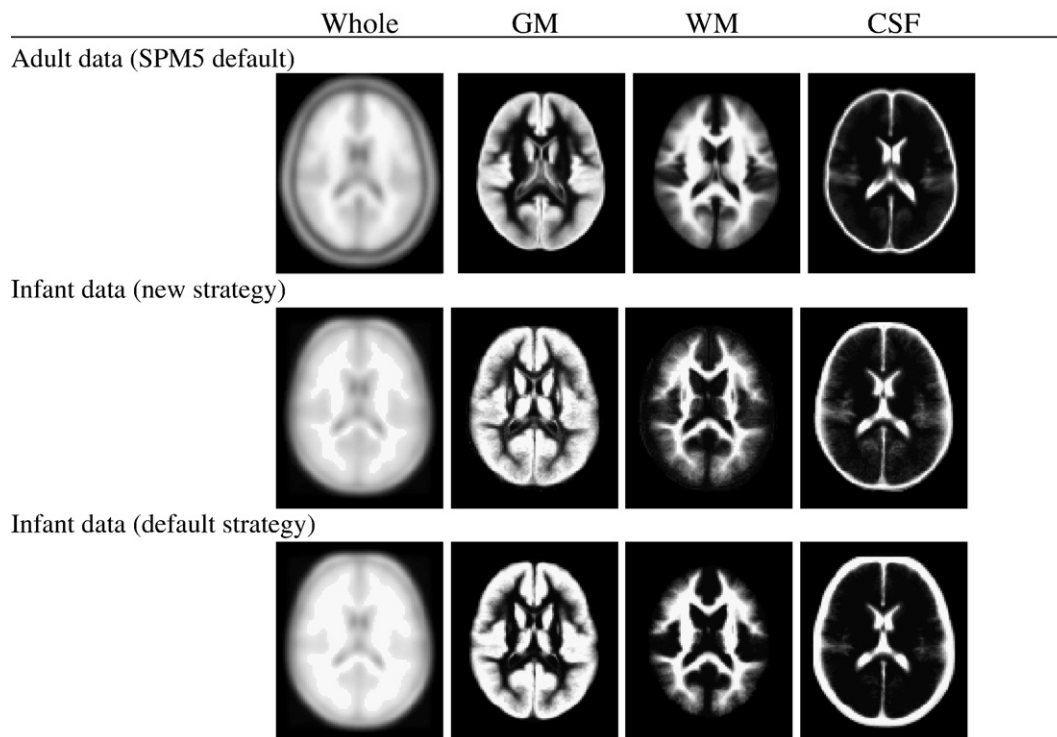 Whole GM WM CSF
Adult data (SPM5 default)
Infant data (new strategy)
Infant data (default strategy)